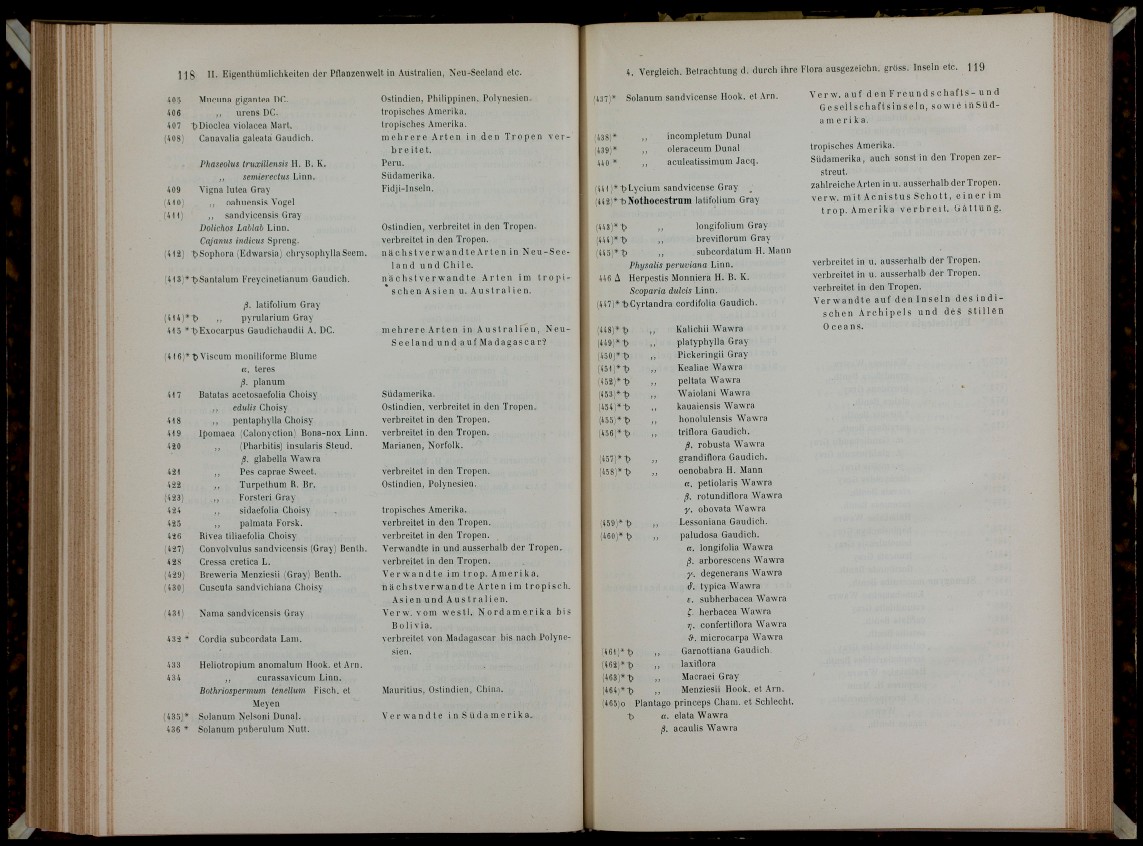 118 II. Eigenthümlichkeiten der Pflanzenwelt in Australien, Neu-Seeland etc.
405 Mucuna gigantea DC. Ostindien, Philippinen, Polynesien.
406 ,, urens DC. tropisches Amerika.
407 ђ Dioclea violacea Mart. tropisches Amerika.
(408) Canavalia galeata Gaudich. mehrere Arten in den Tropen ver-
breitet.
Phaseolus truxillensis H. B. K. Peru.
,, semierectus Linn. Südamerika.
409 Vigna lutea Gray Fidji-Inseln.
(410) ,, oahuensis Vogel
(411) ,, sandvicensis Gray
Dolichos Lablab Linn. Ostindien, verbreitet in den Tropen.
Cajanus indicus Spreng. verbreitet in den Tropen.
(412) ђ Sophora (Edwarsia) chrysophylla Seem. nächstverwandte Arten in Neu-See-
land und Chile.
(413)* ђ Santalum Freycinetianum Gaudich. nächstverwandte Arten im tropi-
schen Asien u. Australien.
β. latifolium Gray
(414)* ђ ,, pyrularium Gray
415 * ђ Exocarpus Gaudichaudii A. DC. mehrere Arten in Australien, Neu-
Seeland und auf Madagascar?
(416)* ђ Viscum moniliforme Blume
α. teres
β. planum
417 Batatas acetosaefolia Choisy Südamerika.
,, edulis Choisy Ostindien, verbreitet in den Tropen.
418 ,, pentaphylla Choisy verbreitet in den Tropen.
419 Ipomaea (Calonyction) Bona-nox Linn. verbreitet in den Tropen.
420 ,, (Pharbitis) insularis Steud. Marianen, Norfolk.
β. glabella Wawra
421 ,, Pes caprae Sweet. verbreitet in den Tropen.
422 ,, Turpethum R. Br. Ostindien, Polynesien.
(423) ,, Forsteri Gray
424 ,, sidaefolia Choisy tropisches Amerika.
425 ,, palmata Forsk. verbreitet in den Tropen.
426 Rivea tiliaefolia Choisy verbreitet in den Tropen.
(427) Convolvulus sandvicensis (Gray) Benth. Verwandte in und ausserhalb der Tropen.
428 Cressa cretica L. verbreitet in den Tropen.
(429) Breweria Menziesii (Gray) Benth. Verwandte im trop. Amerika.
(430) Cuscuta sandvichiana Choisy nächstverwandte Arten im tropisch.
Asien und Australien.
(431) Nama sandvicensis Gray Verw. vom westl. Nordamerika bis
Bolivia.
432 * Cordia subcordata Lam. verbreitet von Madagascar bis nach Polyne-
sien.
433 Heliotropium anomalum Hook. et Arn.
434 ,, curassavicum Linn.
Bothriospermum tenellum Fisch. et Mauritius, Ostindien, China.
Meyen
(435)* Solanum Nelsoni Dunal. Verwandte in Südamerika.
436 * Solanum puberulum Nutt.
4. Vergleich. Betrachtung d. durch ihre Flora ausgezeichn. gröss. Inseln etc. 119
(437)* Solanum sandvicense Hook. et Arn. Verw. auf den Freundschafts- und
Gesellschaftsinseln, sowie in Süd-
amerika.
(438)* ,, incompletum Dunal
(439)* ,, oleraceum Dunal tropisches Amerika.
440 * ,, aculeatissimum Jacq. Südamerika, auch sonst in den Tropen zer-
streut.
(441)* ђ Lycium sandvicense Gray zahlreiche Arten in u. ausserhalb der Tropen.
(442)* ђ Nothocestrum latifolium Gray verw. mit Acnistus Schott, einer im
trop. Amerika verbreit. Gattung.
(443)* ђ ,, longifolium Gray
(444)* ђ ,, breviflorum Gray
(445)* ђ ,, subcordatum H. Mann
Physalis peruviana Linn. verbreitet in u. ausserhalb der Tropen.
446 Δ Herpestis Monniera H. B. K. verbreitet in u. ausserhalb der Tropen.
Scoparia dulcis Linn. verbreitet in den Tropen.
(447)* ђ Cyrtandra cordifolia Gaudich. Verwandte auf den Inseln des indi-
schen Archipels und des stillen
Oceans.
(448)* ђ ,, Kalichii Wawra
(449)* ђ ,, platyphylla Gray
(450)* ђ ,, Pickeringii Gray
(451)* ђ ,, Kealiae Wawra
(452)* ђ ,, peltata Wawra
(453)* ђ ,, Waiolani Wawra
(454)* ђ ,, kauaiensis Wawra
(455)* ђ ,, honolulensis Wawra
(456)* ђ ,, triflora Gaudich.
β. robusta Wawra
(457)* ђ ,, grandiflora Gaudich.
(458)* ђ ,, oenobabra H. Mann
α. petiolaris Wawra
β. rotundiflora Wawra
γ. obovata Wawra
(459)* ђ ,, Lessoniana Gaudich.
(460)* ђ ,, paludosa Gaudich.
α. longifolia Wawra
β. arborescens Wawra
γ. degenerans Wawra
δ. typica Wawra
ε. subherbacea Wawra
ζ. herbacea Wawra
η. confertiflora Wawra
ϑ. microcarpa Wawra
(461)* ђ ,, Garnottiana Gaudich.
(462)* ђ ,, laxiflora
(463)* ђ ,, Macraei Gray
(464)* ђ ,, Menziesii Hook. et Arn.
(465)o Plantago princeps Cham. et Schlecht.
ђ α. elata Wawra
β. acaulis Wawra